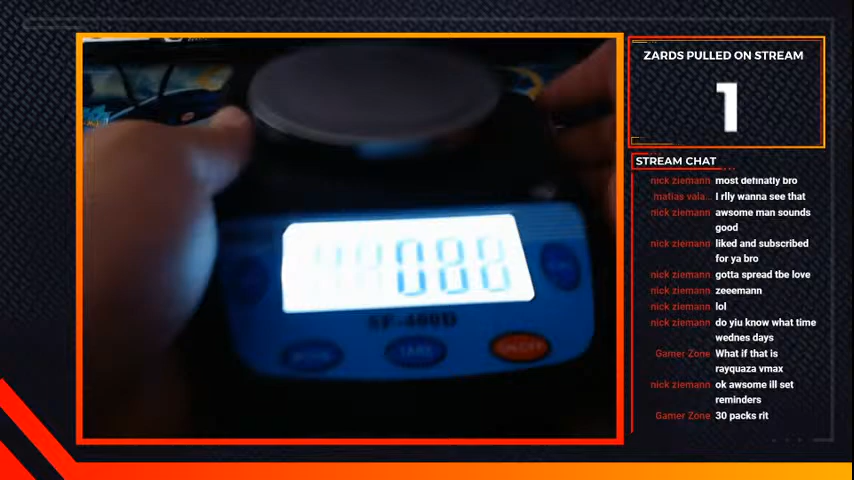 ZARDS PULLED ON STREAM
1
STREAM CHAT
nick ziemann most definatly bro
matias vala... I rlly wanna see that
nick ziemann awsome man sounds
good
nick ziemann liked and subscribed
for ya bro
nick ziemann gotta spread tbe love
nick ziemann zeeemann
nick ziemann lol
nick ziemann do yiu know what time
wednes days
Gamer Zone What if that is
rayquaza vmax
nick ziemann ok awsome ill set
reminders
Gamer Zone 30 packs rit
000
SF-400D
TARE
ON/OFF